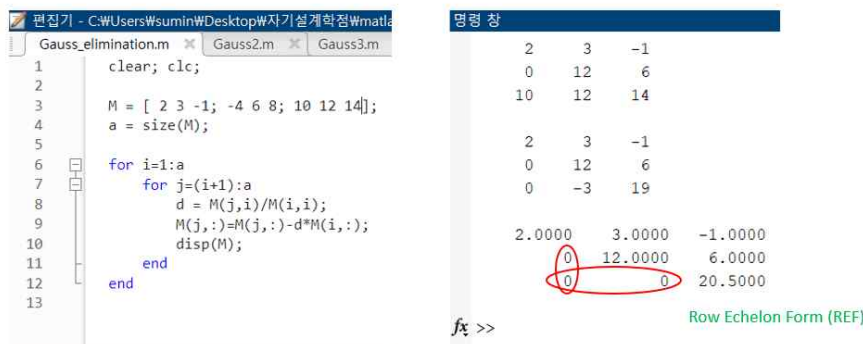 편집기 - C:₩Users₩sumin₩Desktop₩자기설계학점₩matla
Gauss_elimination.m × Gauss2.m × Gauss3.m
1 clear; clc;
2
3 M = [ 2 3 -1; -4 6 8; 10 12 14];
4 a = size(M);
5
6 for i=1:a
7 for j=(i+1):a
8 d = M(j,i)/M(i,i);
9 M(j,:)=M(j,:)-d*M(i,:);
10 disp(M);
11 end
12 end
13
명령 창
2 3 -1
0 12 6
10 12 14
2 3 -1
0 12 6
0 -3 19
2.0000 3.0000 -1.0000
0 12.0000 6.0000
0 0 20.5000
fx >>
Row Echelon Form (REF)